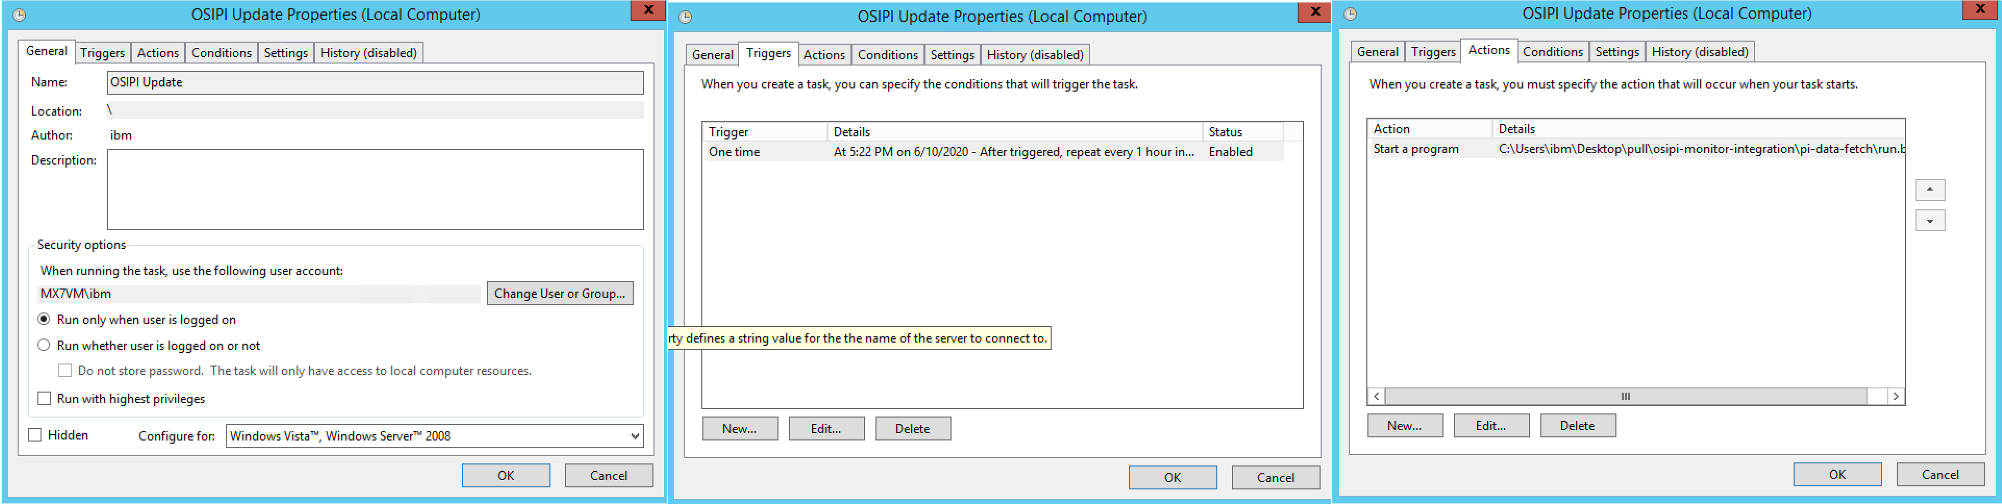 OSIPI Update Properties (Local Computer)
x
General
Triggers
Actions
Conditions
Settings
History (disabled)
Name:
OSIPI Update
Location:
\
Author:
ibm
Description:
Security options
When running the task, use the following user account:
MX7VM\ibm
Change User or Group...
Run only when user is logged on
Run whether user is logged on or not
Do not store password.  The task will only have access to local computer resources.
Run with highest privileges
Hidden
Configure for:
Windows Vista™, Windows Server™ 2008
OK
Cancel
OSIPI Update Properties (Local Computer)
x
General
Triggers
Actions
Conditions
Settings
History (disabled)
When you create a task, you can specify the conditions that will trigger the task.
Trigger
Details
Status
One time
At 5:22 PM on 6/10/2020 - After triggered, repeat every 1 hour in...
Enabled
rty defines a string value for the the name of the server to connect to.
New...
Edit...
Delete
OK
Cancel
OSIPI Update Properties (Local Computer)
x
General
Triggers
Actions
Conditions
Settings
History (disabled)
When you create a task, you must specify the action that will occur when your task starts.
Action
Details
Start a program
C:\Users\ibm\Desktop\pull\osipi-monitor-integration\pi-data-fetch\run.b
New...
Edit...
Delete
OK
Cancel